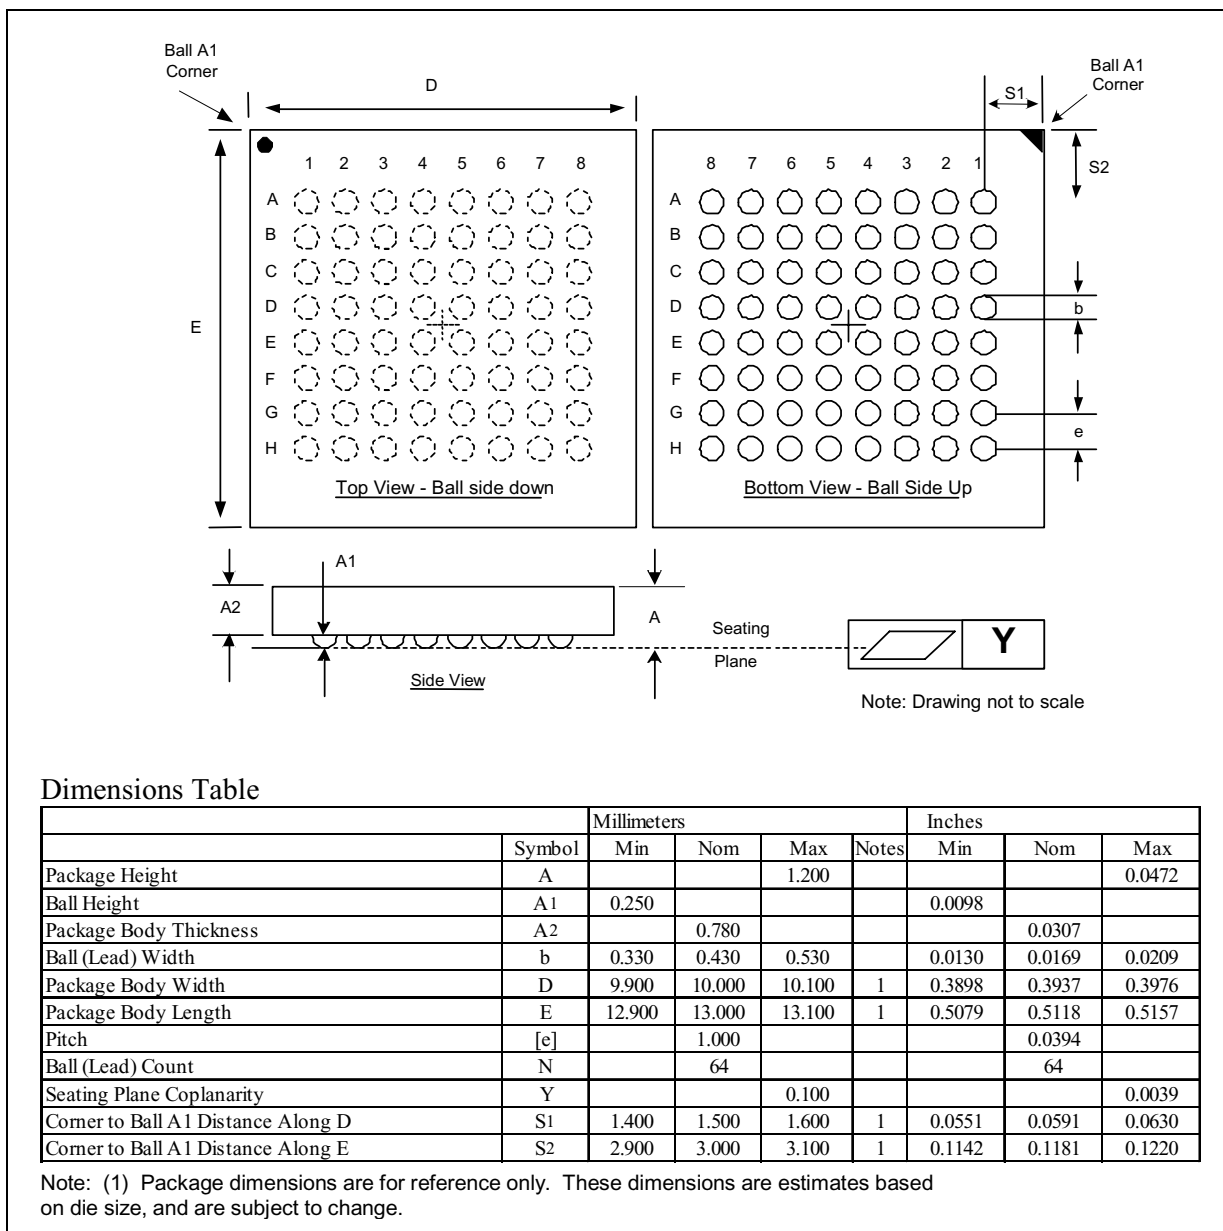 Ball A1
Corner
D
Ball A1
Corner
S1
S2
1 2 3 4 5 6 7 8
8 7 6 5 4 3 2 1
A
B
C
D
E
F
G
H
E
A
B
C
D
E
F
G
H
b
e
Top View - Ball side down
Bottom View - Ball Side Up
A1
A2
A
Seating
Plane
Y
Side View
Note: Drawing not to scale
Dimensions Table
Millimeters Inches
Symbol Min Nom Max Notes Min Nom Max
Package Height A 1.200 0.0472
Ball Height A1 0.250 0.0098
Package Body Thickness A2 0.780 0.0307
Ball (Lead) Width b 0.330 0.430 0.530 0.0130 0.0169 0.0209
Package Body Width D 9.900 10.000 10.100 1 0.3898 0.3937 0.3976
Package Body Length E 12.900 13.000 13.100 1 0.5079 0.5118 0.5157
Pitch [e] 1.000 0.0394
Ball (Lead) Count N 64 64
Seating Plane Coplanarity Y 0.100 0.0039
Corner to Ball A1 Distance Along D S1 1.400 1.500 1.600 1 0.0551 0.0591 0.0630
Corner to Ball A1 Distance Along E S2 2.900 3.000 3.100 1 0.1142 0.1181 0.1220
Note: (1) Package dimensions are for reference only. These dimensions are estimates based
on die size, and are subject to change.